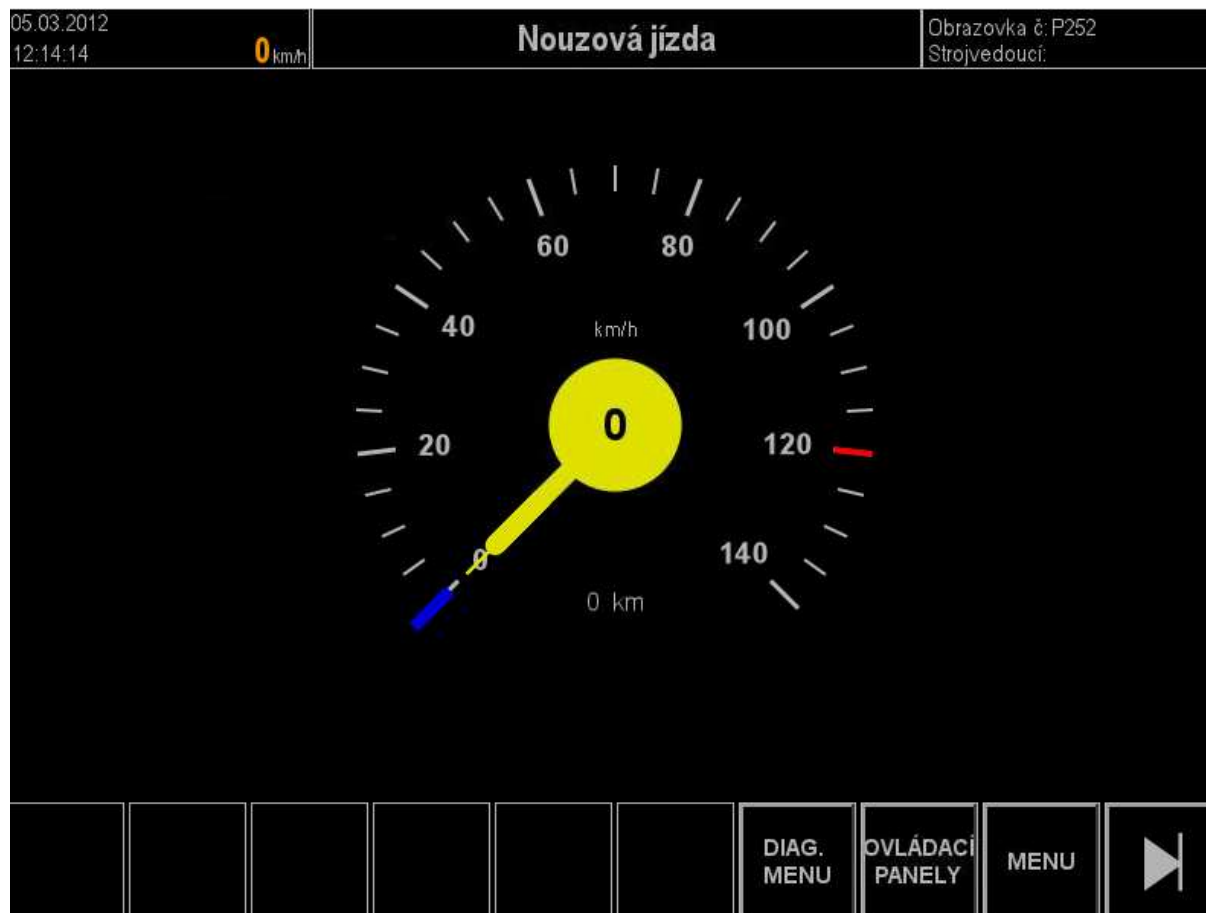 05.03.2012
12:14:14
0 km/h
Nouzová jízda
Obrazovka č: P252
Strojvedoucí:
60
80
40
km/h
100
0
20
120
0
140
0 km
DIAG.
MENU
OVLÁDACÍ
PANELY
MENU